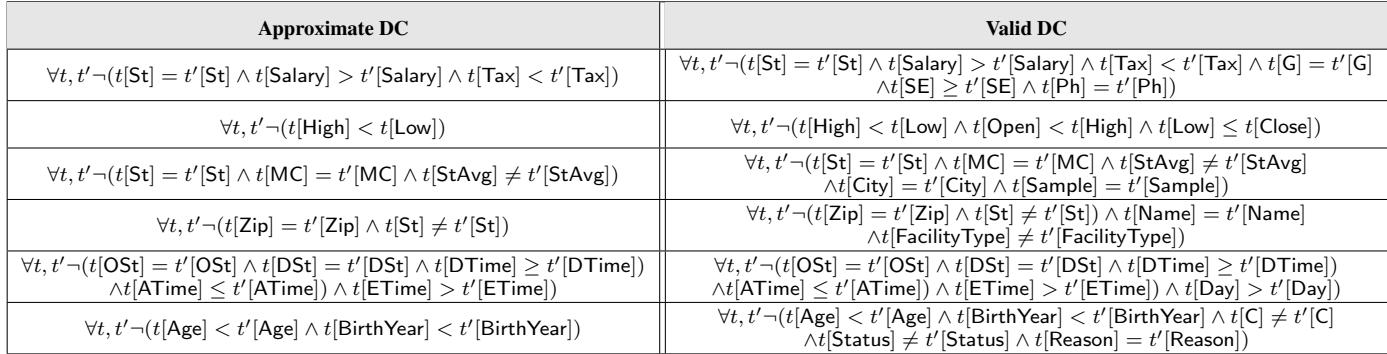 Approximate DC
Valid DC
∀t, t′¬(t[St] = t′[St] ∧ t[Salary] > t′[Salary] ∧ t[Tax] < t′[Tax])
∀t, t′¬(t[St] = t′[St] ∧ t[Salary] > t′[Salary] ∧ t[Tax] < t′[Tax] ∧ t[G] = t′[G]
∧t[SE] ≥ t′[SE] ∧ t[Ph] = t′[Ph])
∀t, t′¬(t[High] < t[Low])
∀t, t′¬(t[High] < t[Low] ∧ t[Open] < t[High] ∧ t[Low] ≤ t[Close])
∀t, t′¬(t[St] = t′[St] ∧ t[MC] = t′[MC] ∧ t[StAvg] ≠ t′[StAvg])
∀t, t′¬(t[St] = t′[St] ∧ t[MC] = t′[MC] ∧ t[StAvg] ≠ t′[StAvg]
∧t[City] = t′[City] ∧ t[Sample] = t′[Sample])
∀t, t′¬(t[Zip] = t′[Zip] ∧ t[St] ≠ t′[St])
∀t, t′¬(t[Zip] = t′[Zip] ∧ t[St] ≠ t′[St]) ∧ t[Name] = t′[Name]
∧t[FacilityType] ≠ t′[FacilityType])
∀t, t′¬(t[OSt] = t′[OSt] ∧ t[DSt] = t′[DSt] ∧ t[DTime] ≥ t′[DTime])
∧t[ATime] ≤ t′[ATime]) ∧ t[ETime] > t′[ETime])
∀t, t′¬(t[OSt] = t′[OSt] ∧ t[DSt] = t′[DSt] ∧ t[DTime] ≥ t′[DTime])
∧t[ATime] ≤ t′[ATime]) ∧ t[ETime] > t′[ETime]) ∧ t[Day] > t′[Day])
∀t, t′¬(t[Age] < t′[Age] ∧ t[BirthYear] < t′[BirthYear])
∀t, t′¬(t[Age] < t′[Age] ∧ t[BirthYear] < t′[BirthYear] ∧ t[C] ≠ t′[C]
∧t[Status] ≠ t′[Status] ∧ t[Reason] = t′[Reason])